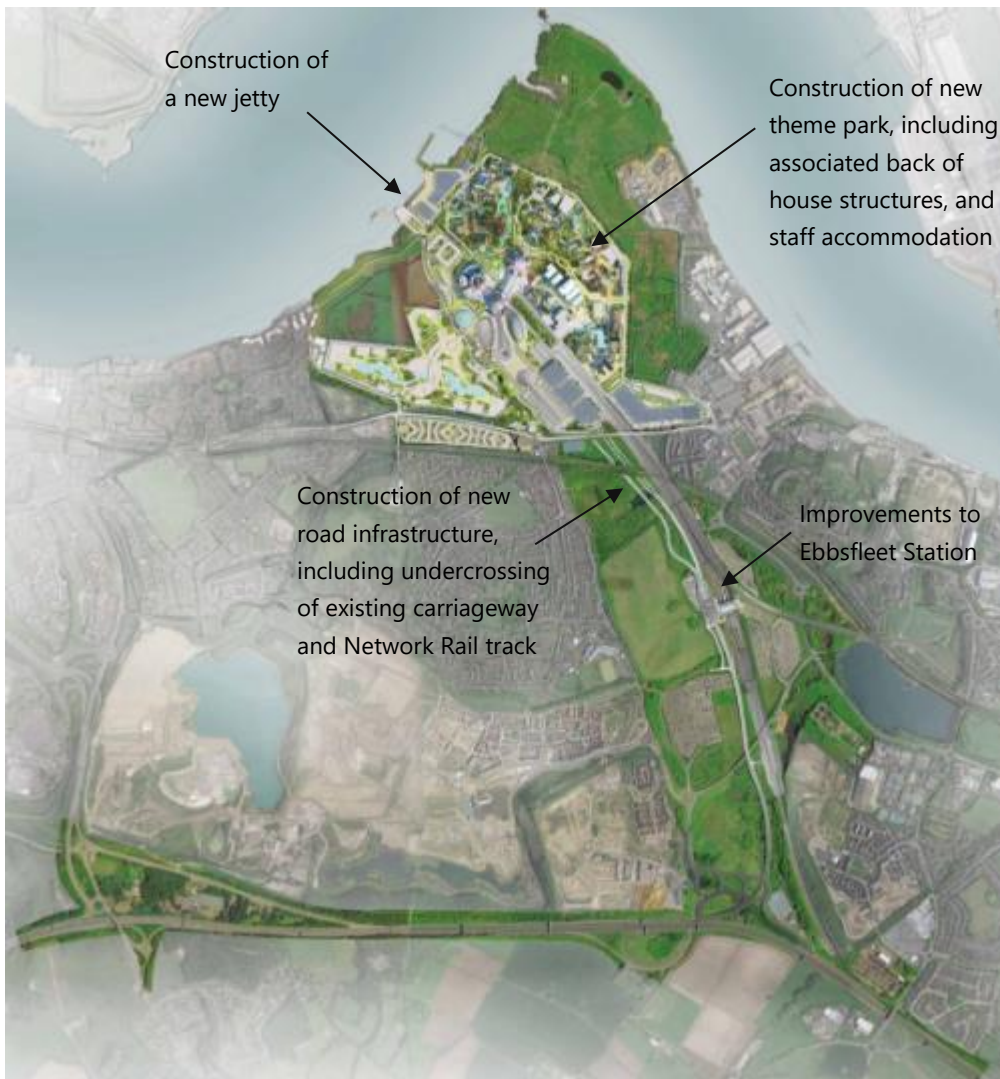 Construction of
a new jetty
Construction of new
theme park, including
associated back of
house structures, and
staff accommodation
Construction of new
road infrastructure,
including undercrossing
of existing carriageway
and Network Rail track
Improvements to
Ebbsfleet Station